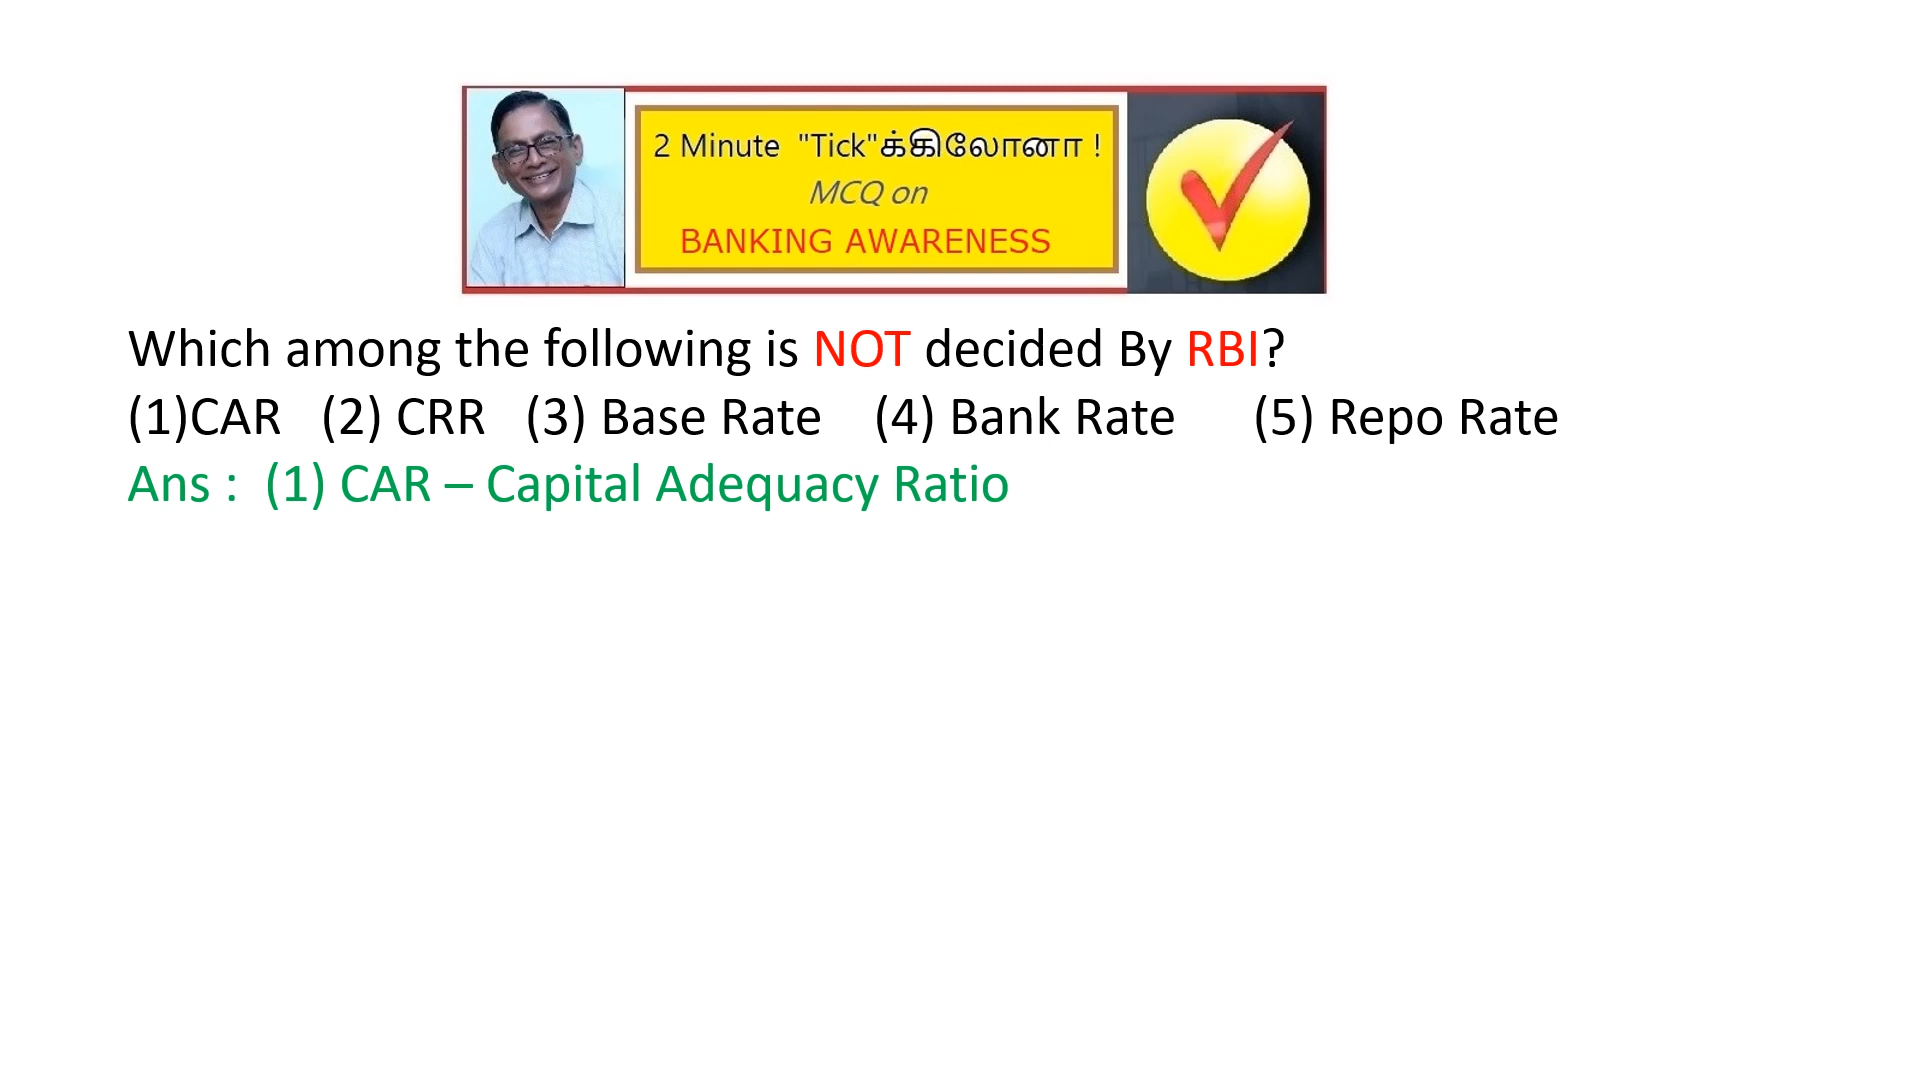 2 Minute "Tick"க்கிலோனா !
MCQ on
BANKING AWARENESS
Which among the following is NOT decided By RBI?
(1)CAR (2) CRR (3) Base Rate (4) Bank Rate (5) Repo Rate
Ans : (1) CAR – Capital Adequacy Ratio